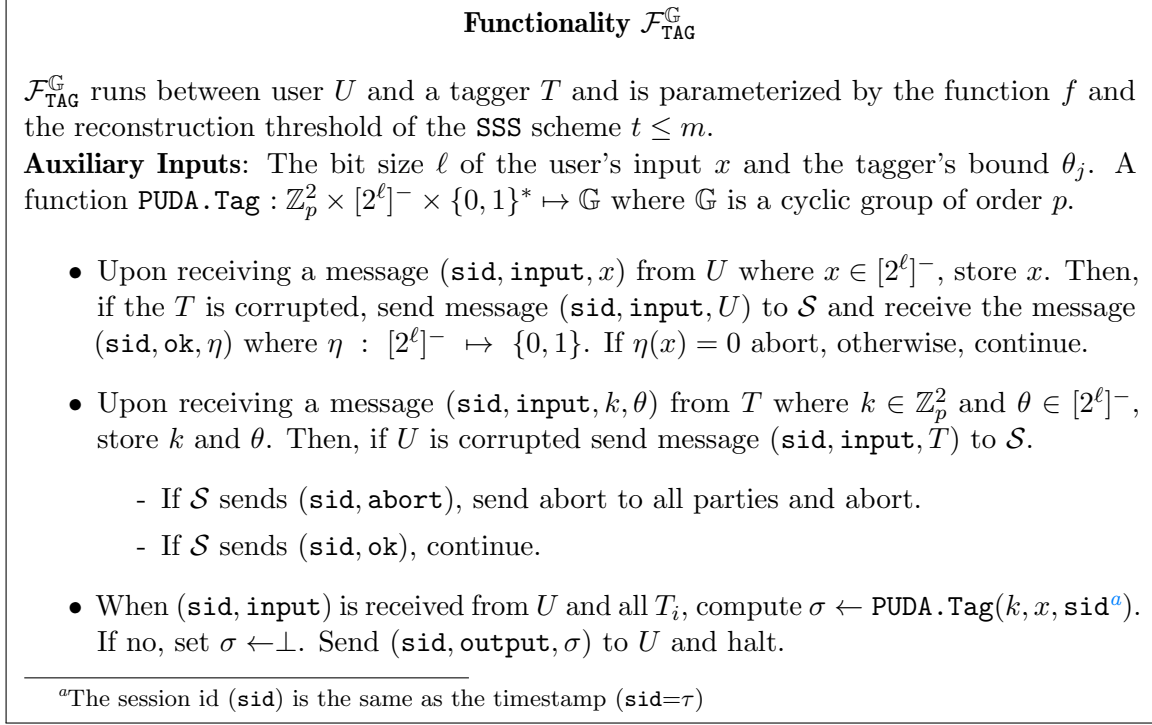 Functionality $\mathcal{F}_{\texttt{TAG}}^{\mathbb{G}}$
$\mathcal{F}_{\texttt{TAG}}^{\mathbb{G}}$ runs between user $U$ and a tagger $T$ and is parameterized by the function $f$ and
the reconstruction threshold of the SSS scheme $t \leq m$.
Auxiliary Inputs: The bit size $\ell$ of the user's input $x$ and the tagger's bound $\theta_j$. A
function $\texttt{PUDA.Tag} : \mathbb{Z}_p^2 \times [2^\ell]^- \times \{0,1\}^* \mapsto \mathbb{G}$ where $\mathbb{G}$ is a cyclic group of order $p$.
• Upon receiving a message (sid, input, $x$) from $U$ where $x \in [2^\ell]^-$, store $x$. Then,
if the $T$ is corrupted, send message (sid, input, $U$) to $\mathcal{S}$ and receive the message
(sid, ok, $\eta$) where $\eta : [2^\ell]^- \mapsto \{0,1\}$. If $\eta(x) = 0$ abort, otherwise, continue.
• Upon receiving a message (sid, input, $k, \theta$) from $T$ where $k \in \mathbb{Z}_p^2$ and $\theta \in [2^\ell]^-$,
store $k$ and $\theta$. Then, if $U$ is corrupted send message (sid, input, $T$) to $\mathcal{S}$.
- If $\mathcal{S}$ sends (sid, abort), send abort to all parties and abort.
- If $\mathcal{S}$ sends (sid, ok), continue.
• When (sid, input) is received from $U$ and all $T_i$, compute $\sigma \leftarrow \texttt{PUDA.Tag}(k, x, \texttt{sid}^a)$.
If no, set $\sigma \leftarrow \perp$. Send (sid, output, $\sigma$) to $U$ and halt.
$^a$The session id (sid) is the same as the timestamp (sid=$\tau$)